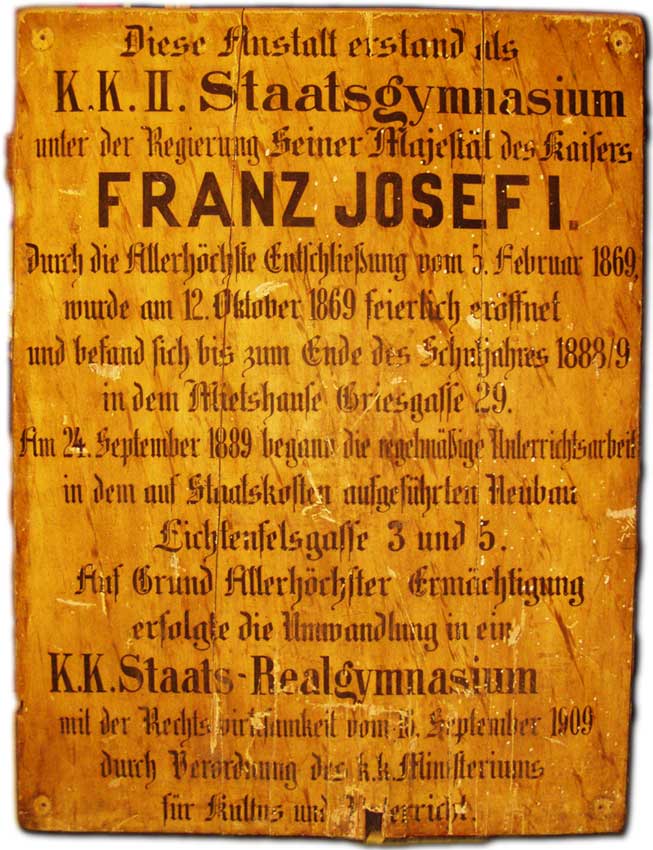 Diese Anstalt erstand als
K.K.II. Staatsgymnasium
unter der Regierung Seiner Majestät des Kaisers
FRANZ JOSEF I.
durch die Allerhöchste Entschließung vom 5. Februar 1869,
wurde am 12. Oktober 1869 feierlich eröffnet
und befand sich bis zum Ende des Schuljahres 1888/9
in dem Mietshause Griesgasse 29.
Am 24. September 1889 begann die regelmäßige Unterrichtsarbeit
in dem auf Staatskosten aufgeführten Neubau
Lichtenfelsgasse 3 und 5.
Auf Grund Allerhöchster Ermächtigung
erfolgte die Umwandlung in ein
K.K. Staats-Realgymnasium
mit der Rechtswirksamkeit vom September 1909
durch Verordnung des k.k. Ministeriums
für Kultus und Unterricht.